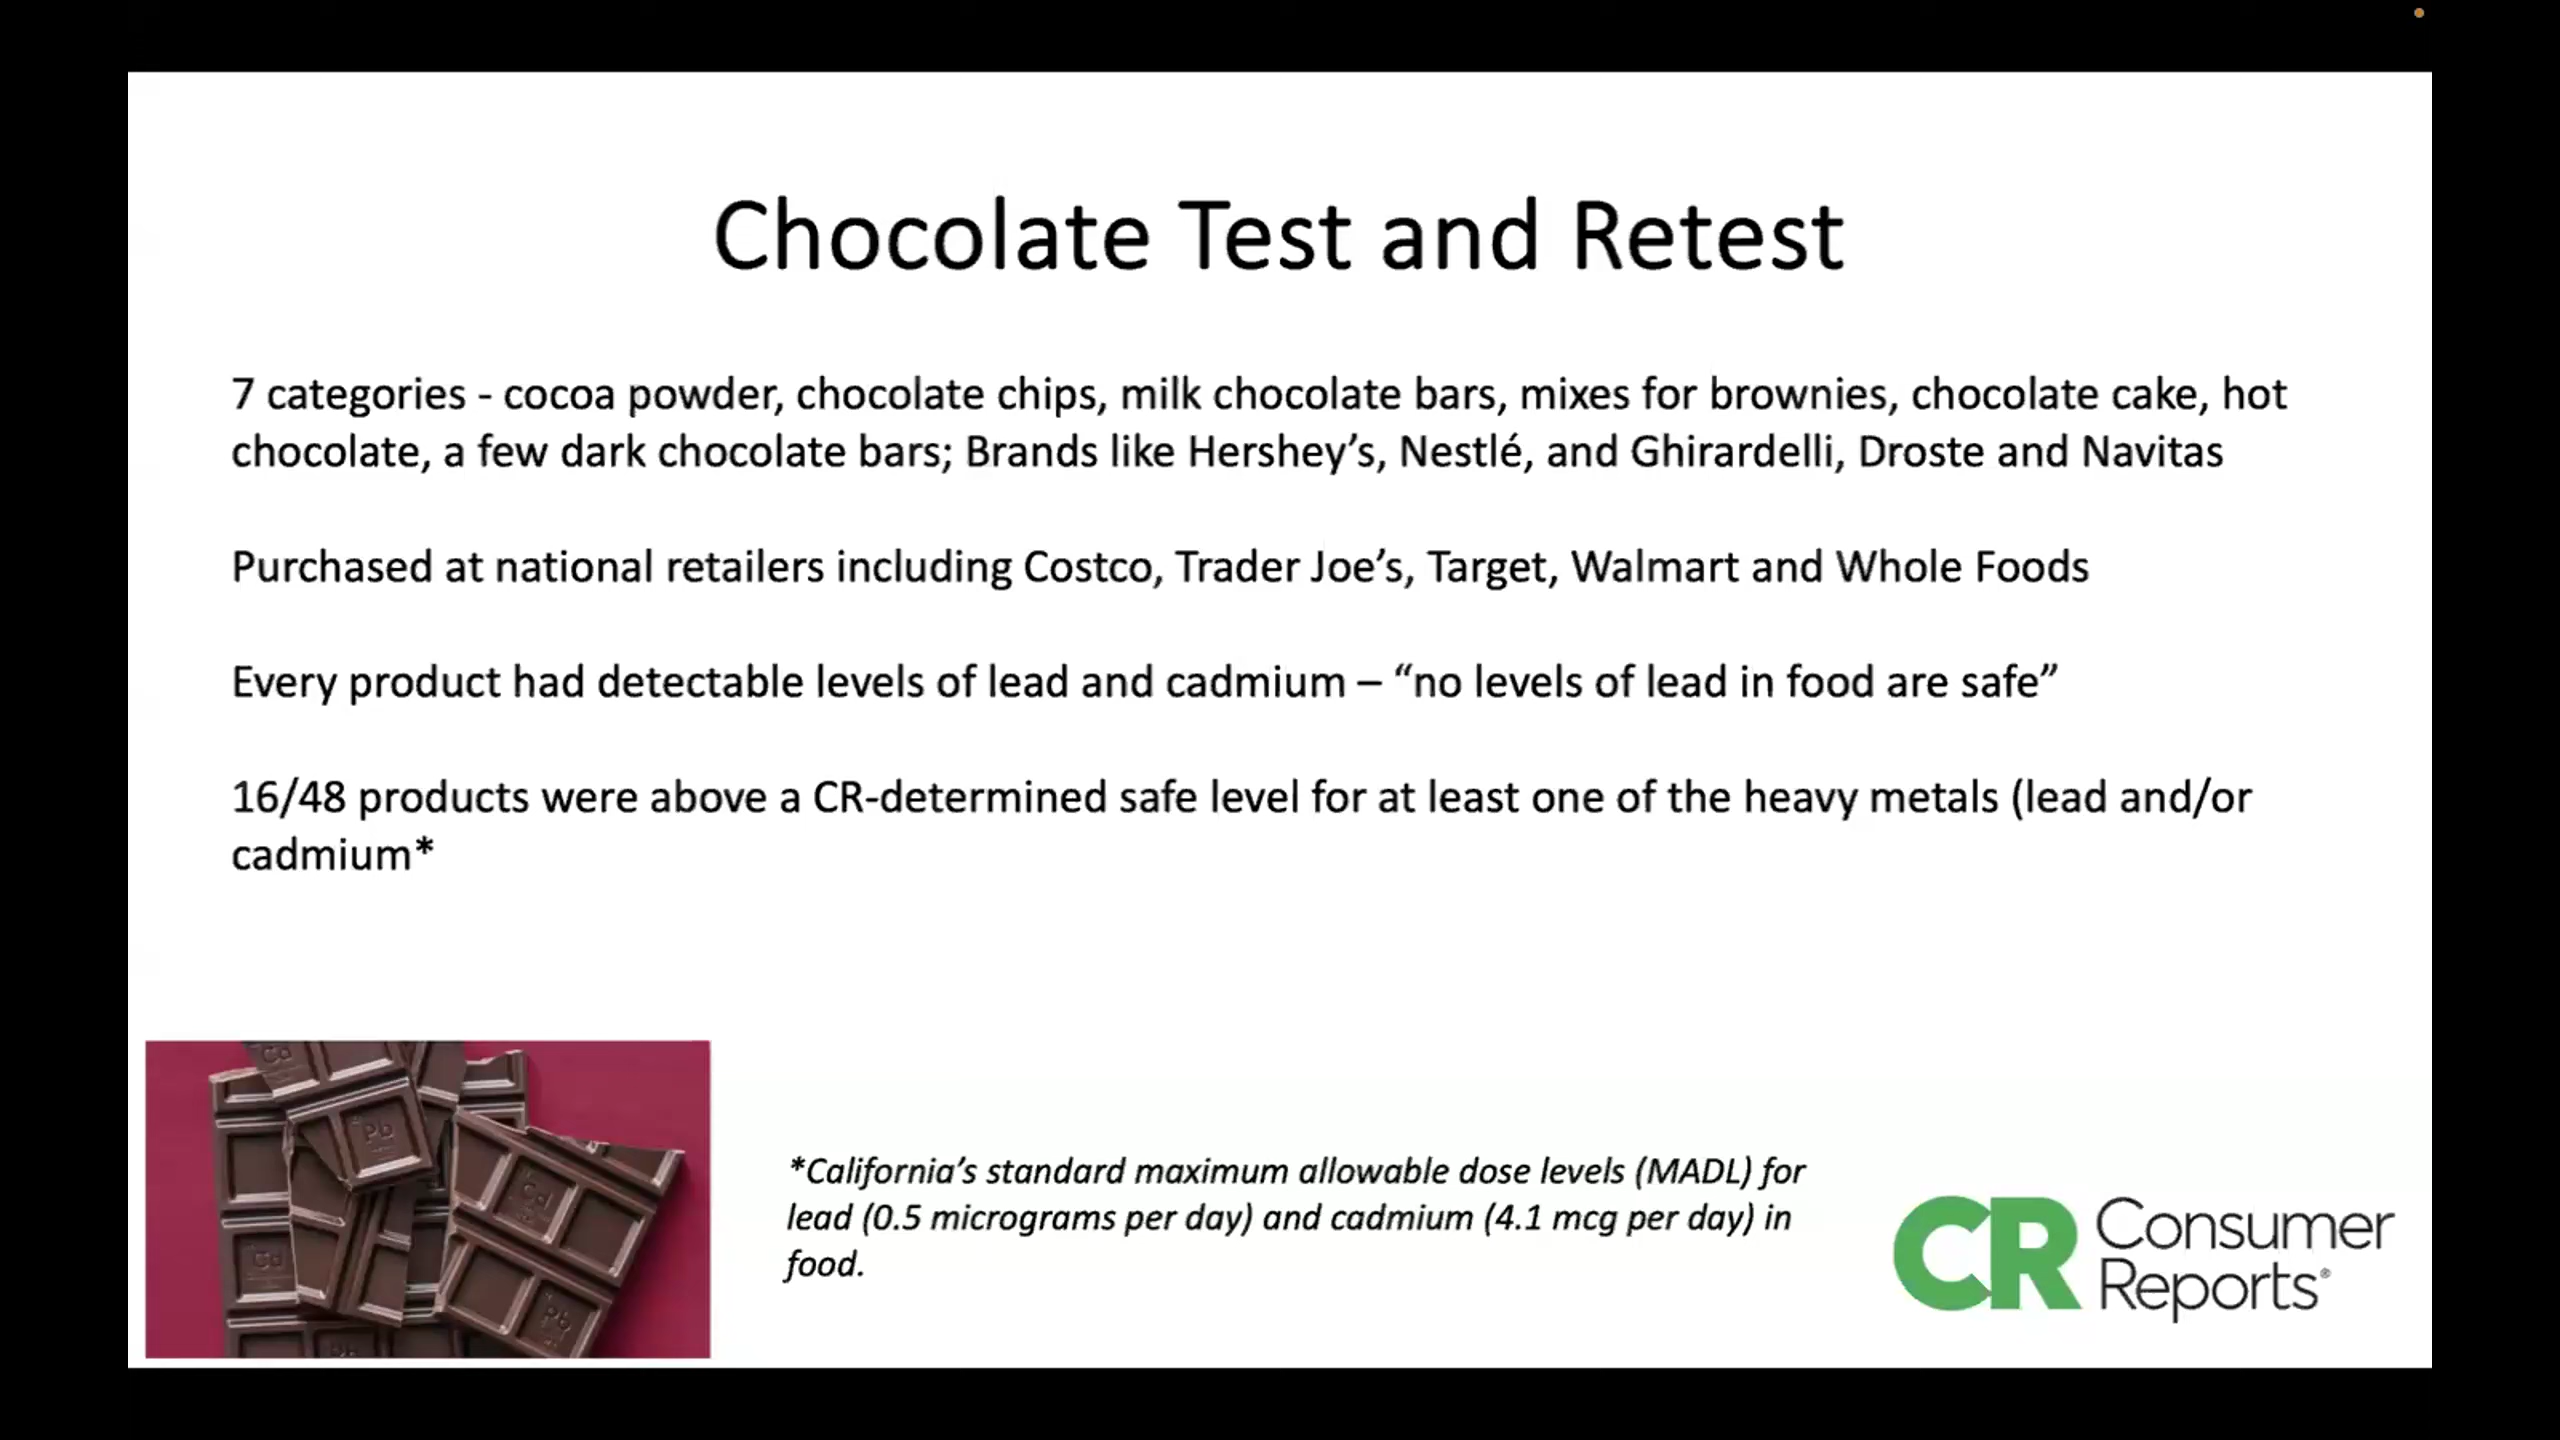 Chocolate Test and Retest
7 categories - cocoa powder, chocolate chips, milk chocolate bars, mixes for brownies, chocolate cake, hot
chocolate, a few dark chocolate bars; Brands like Hershey’s, Nestlé, and Ghirardelli, Droste and Navitas
Purchased at national retailers including Costco, Trader Joe’s, Target, Walmart and Whole Foods
Every product had detectable levels of lead and cadmium – “no levels of lead in food are safe”
16/48 products were above a CR-determined safe level for at least one of the heavy metals (lead and/or
cadmium*
Cd
Pb
Cd
Cd
Pb
*California’s standard maximum allowable dose levels (MADL) for
lead (0.5 micrograms per day) and cadmium (4.1 mcg per day) in
food.
CR Consumer
Reports®